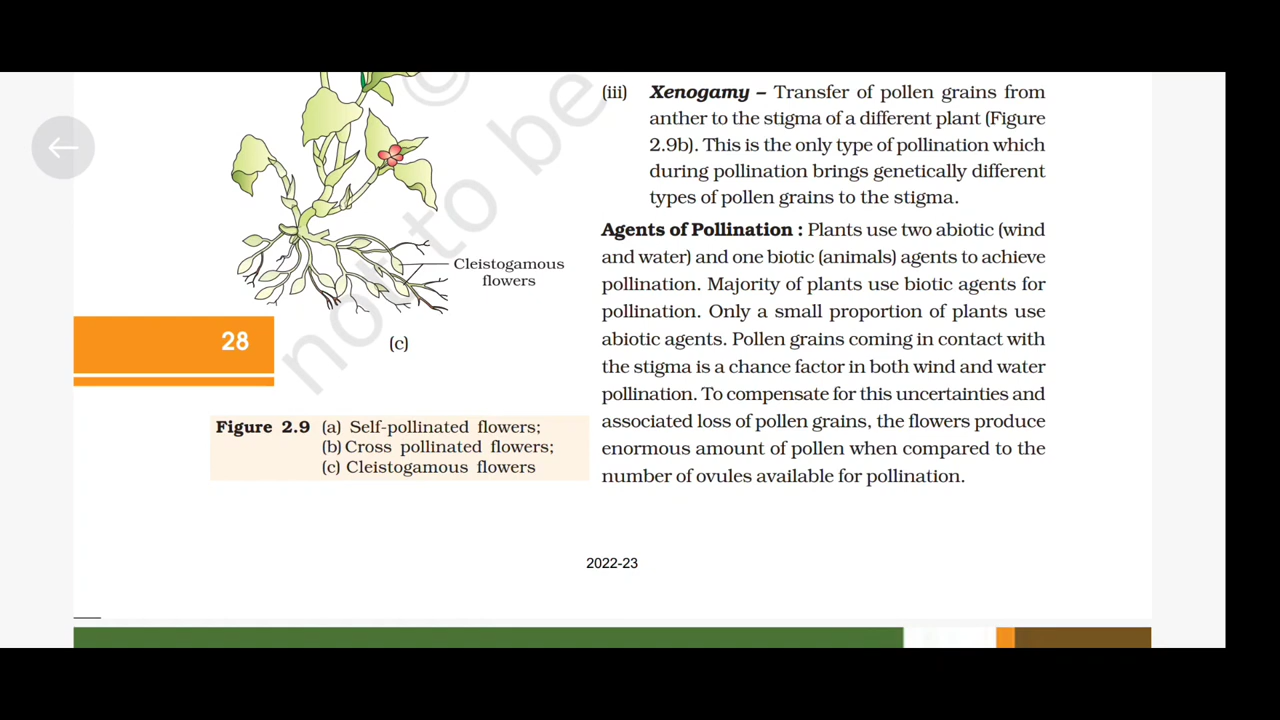 (iii) Xenogamy – Transfer of pollen grains from
anther to the stigma of a different plant (Figure
2.9b). This is the only type of pollination which
during pollination brings genetically different
types of pollen grains to the stigma.
Agents of Pollination : Plants use two abiotic (wind
and water) and one biotic (animals) agents to achieve
pollination. Majority of plants use biotic agents for
pollination. Only a small proportion of plants use
abiotic agents. Pollen grains coming in contact with
the stigma is a chance factor in both wind and water
pollination. To compensate for this uncertainties and
associated loss of pollen grains, the flowers produce
enormous amount of pollen when compared to the
number of ovules available for pollination.
Cleistogamous
flowers
(c)
28
Figure 2.9 (a) Self-pollinated flowers;
(b) Cross pollinated flowers;
(c) Cleistogamous flowers
© 
not to be
2022-23